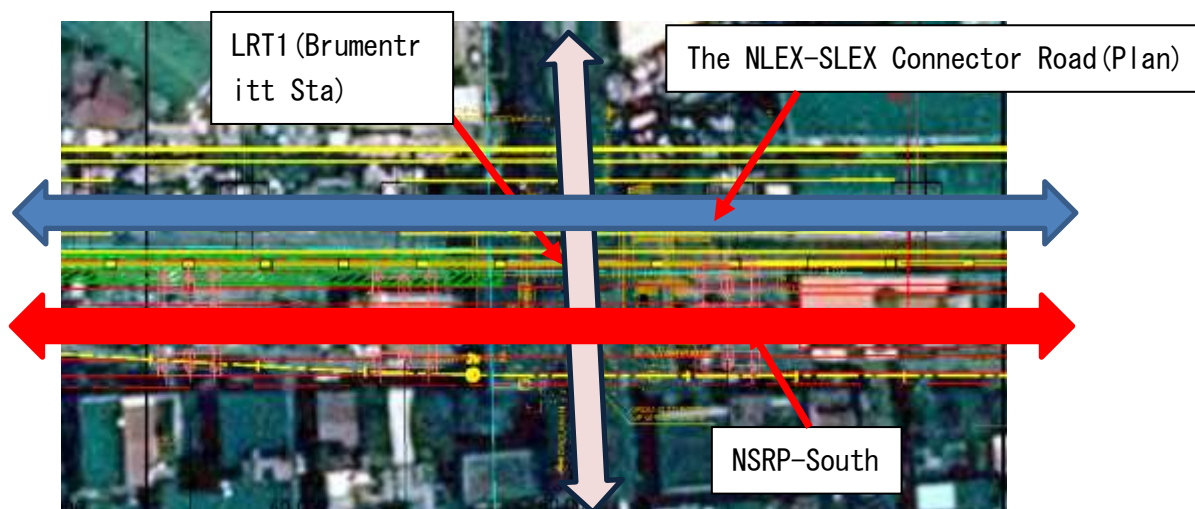 LRT1(Brumentr
itt Sta)
The NLEX-SLEX Connector Road(Plan)
NSRP-South